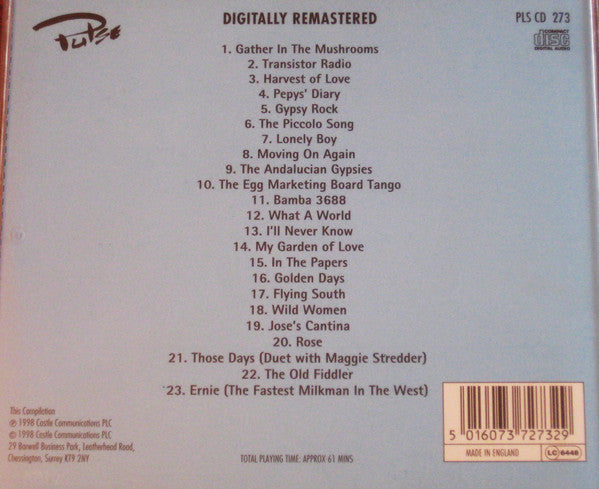 Pulse
DIGITALLY REMASTERED
PLS CD 273
COMPACT
disc
DIGITAL AUDIO
1. Gather In The Mushrooms
2. Transistor Radio
3. Harvest of Love
4. Pepys' Diary
5. Gypsy Rock
6. The Piccolo Song
7. Lonely Boy
8. Moving On Again
9. The Andalucian Gypsies
10. The Egg Marketing Board Tango
11. Bamba 3688
12. What A World
13. I'll Never Know
14. My Garden of Love
15. In The Papers
16. Golden Days
17. Flying South
18. Wild Women
19. Jose's Cantina
20. Rose
21. Those Days (Duet with Maggie Stredder)
22. The Old Fiddler
23. Ernie (The Fastest Milkman In The West)
This Compilation
℗ 1998 Castle Communications PLC
© 1998 Castle Communications PLC
29 Barwell Business Park, Leatherhead Road,
Chessington, Surrey KT9 2NY
TOTAL PLAYING TIME: APPROX 61 MINS
5 016073 727329
MADE IN ENGLAND
LC 6448